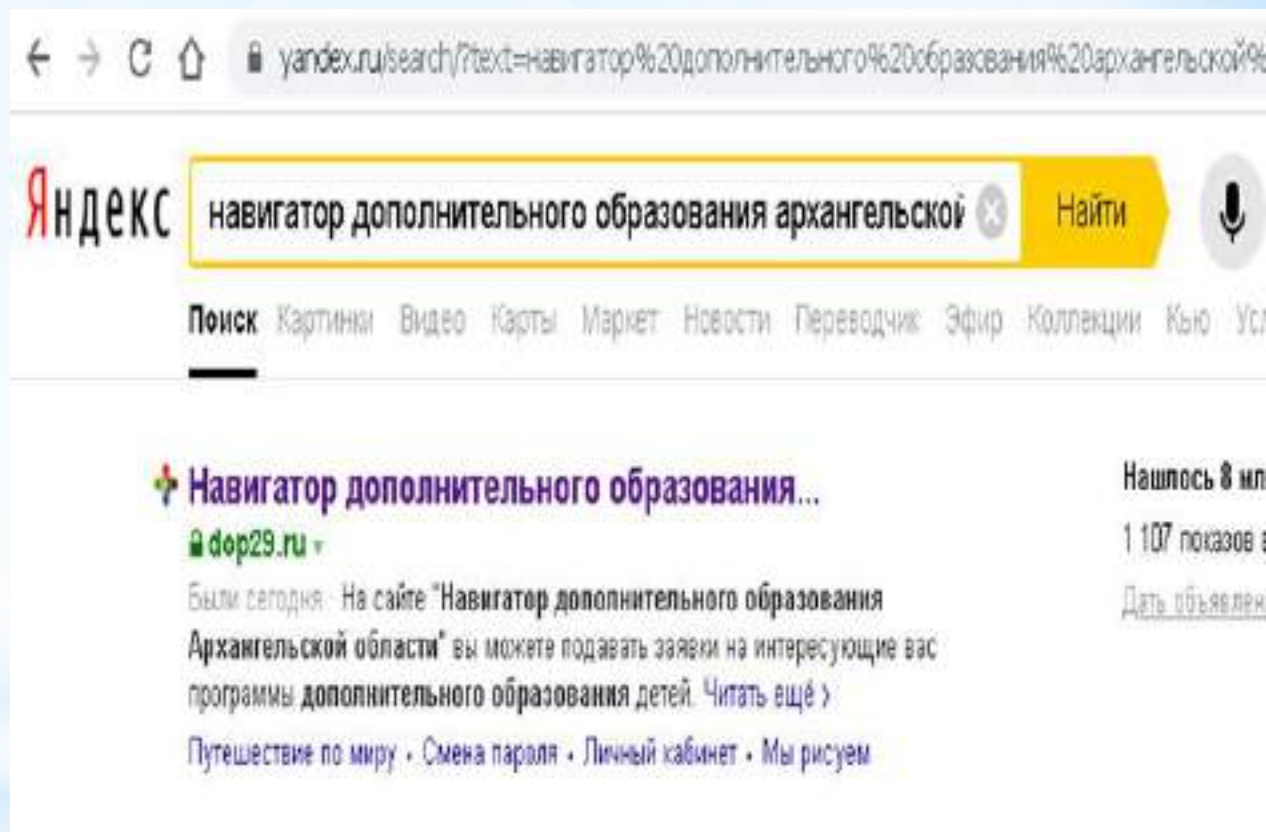 yandex.ru/search/?text=навигатор%20дополнительного%20образования%20архангельской%
Яндекс
навигатор дополнительного образования архангельской
Найти
Поиск Картинки Видео Карты Маркет Новости Переводчик Эфир Коллекции Кью Усл
Навигатор дополнительного образования...
dop29.ru
Были сегодня · На сайте "Навигатор дополнительного образования
Архангельской области" вы можете подавать заявки на интересующие вас
программы дополнительного образования детей. Читать ещё >
Путешествие по миру · Смена пароля · Личный кабинет · Мы рисуем
Нашлось 8 мл
1 107 показов в
Дать объявлен